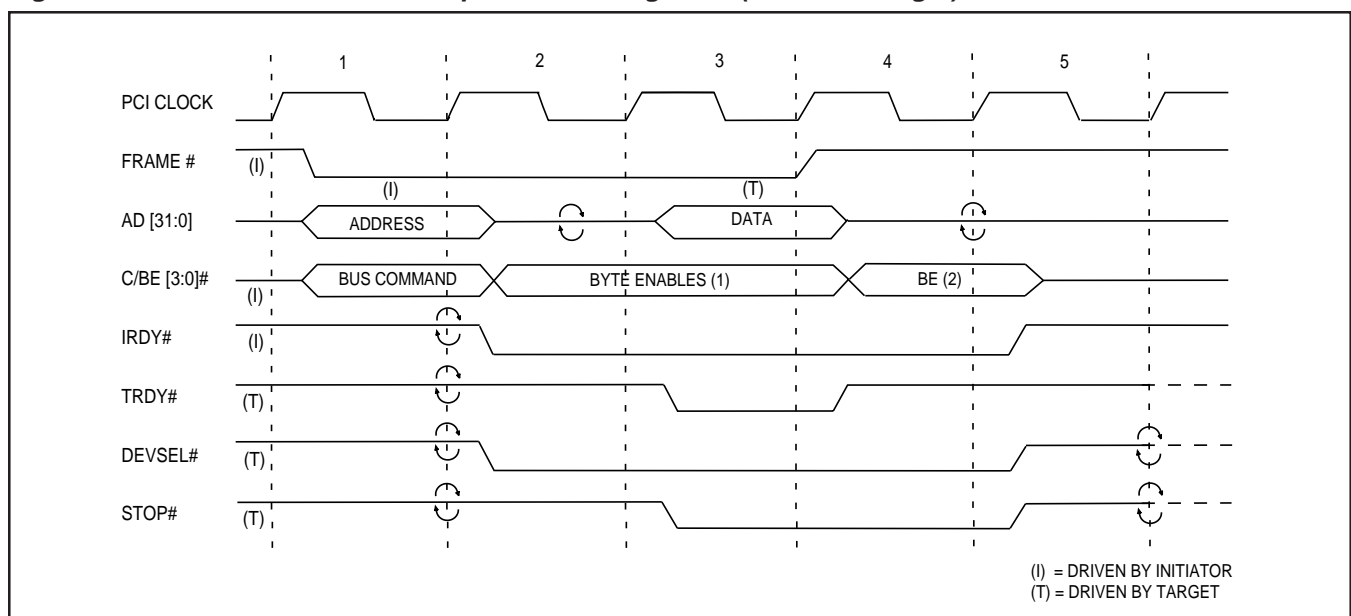 1 2 3 4 5
PCI CLOCK
FRAME # (I)
(I) (T)
AD [31:0] ADDRESS DATA
C/BE [3:0]# (I) BUS COMMAND BYTE ENABLES (1) BE (2)
IRDY# (I)
TRDY# (T)
DEVSEL# (T)
STOP# (T)
(I) = DRIVEN BY INITIATOR
(T) = DRIVEN BY TARGET